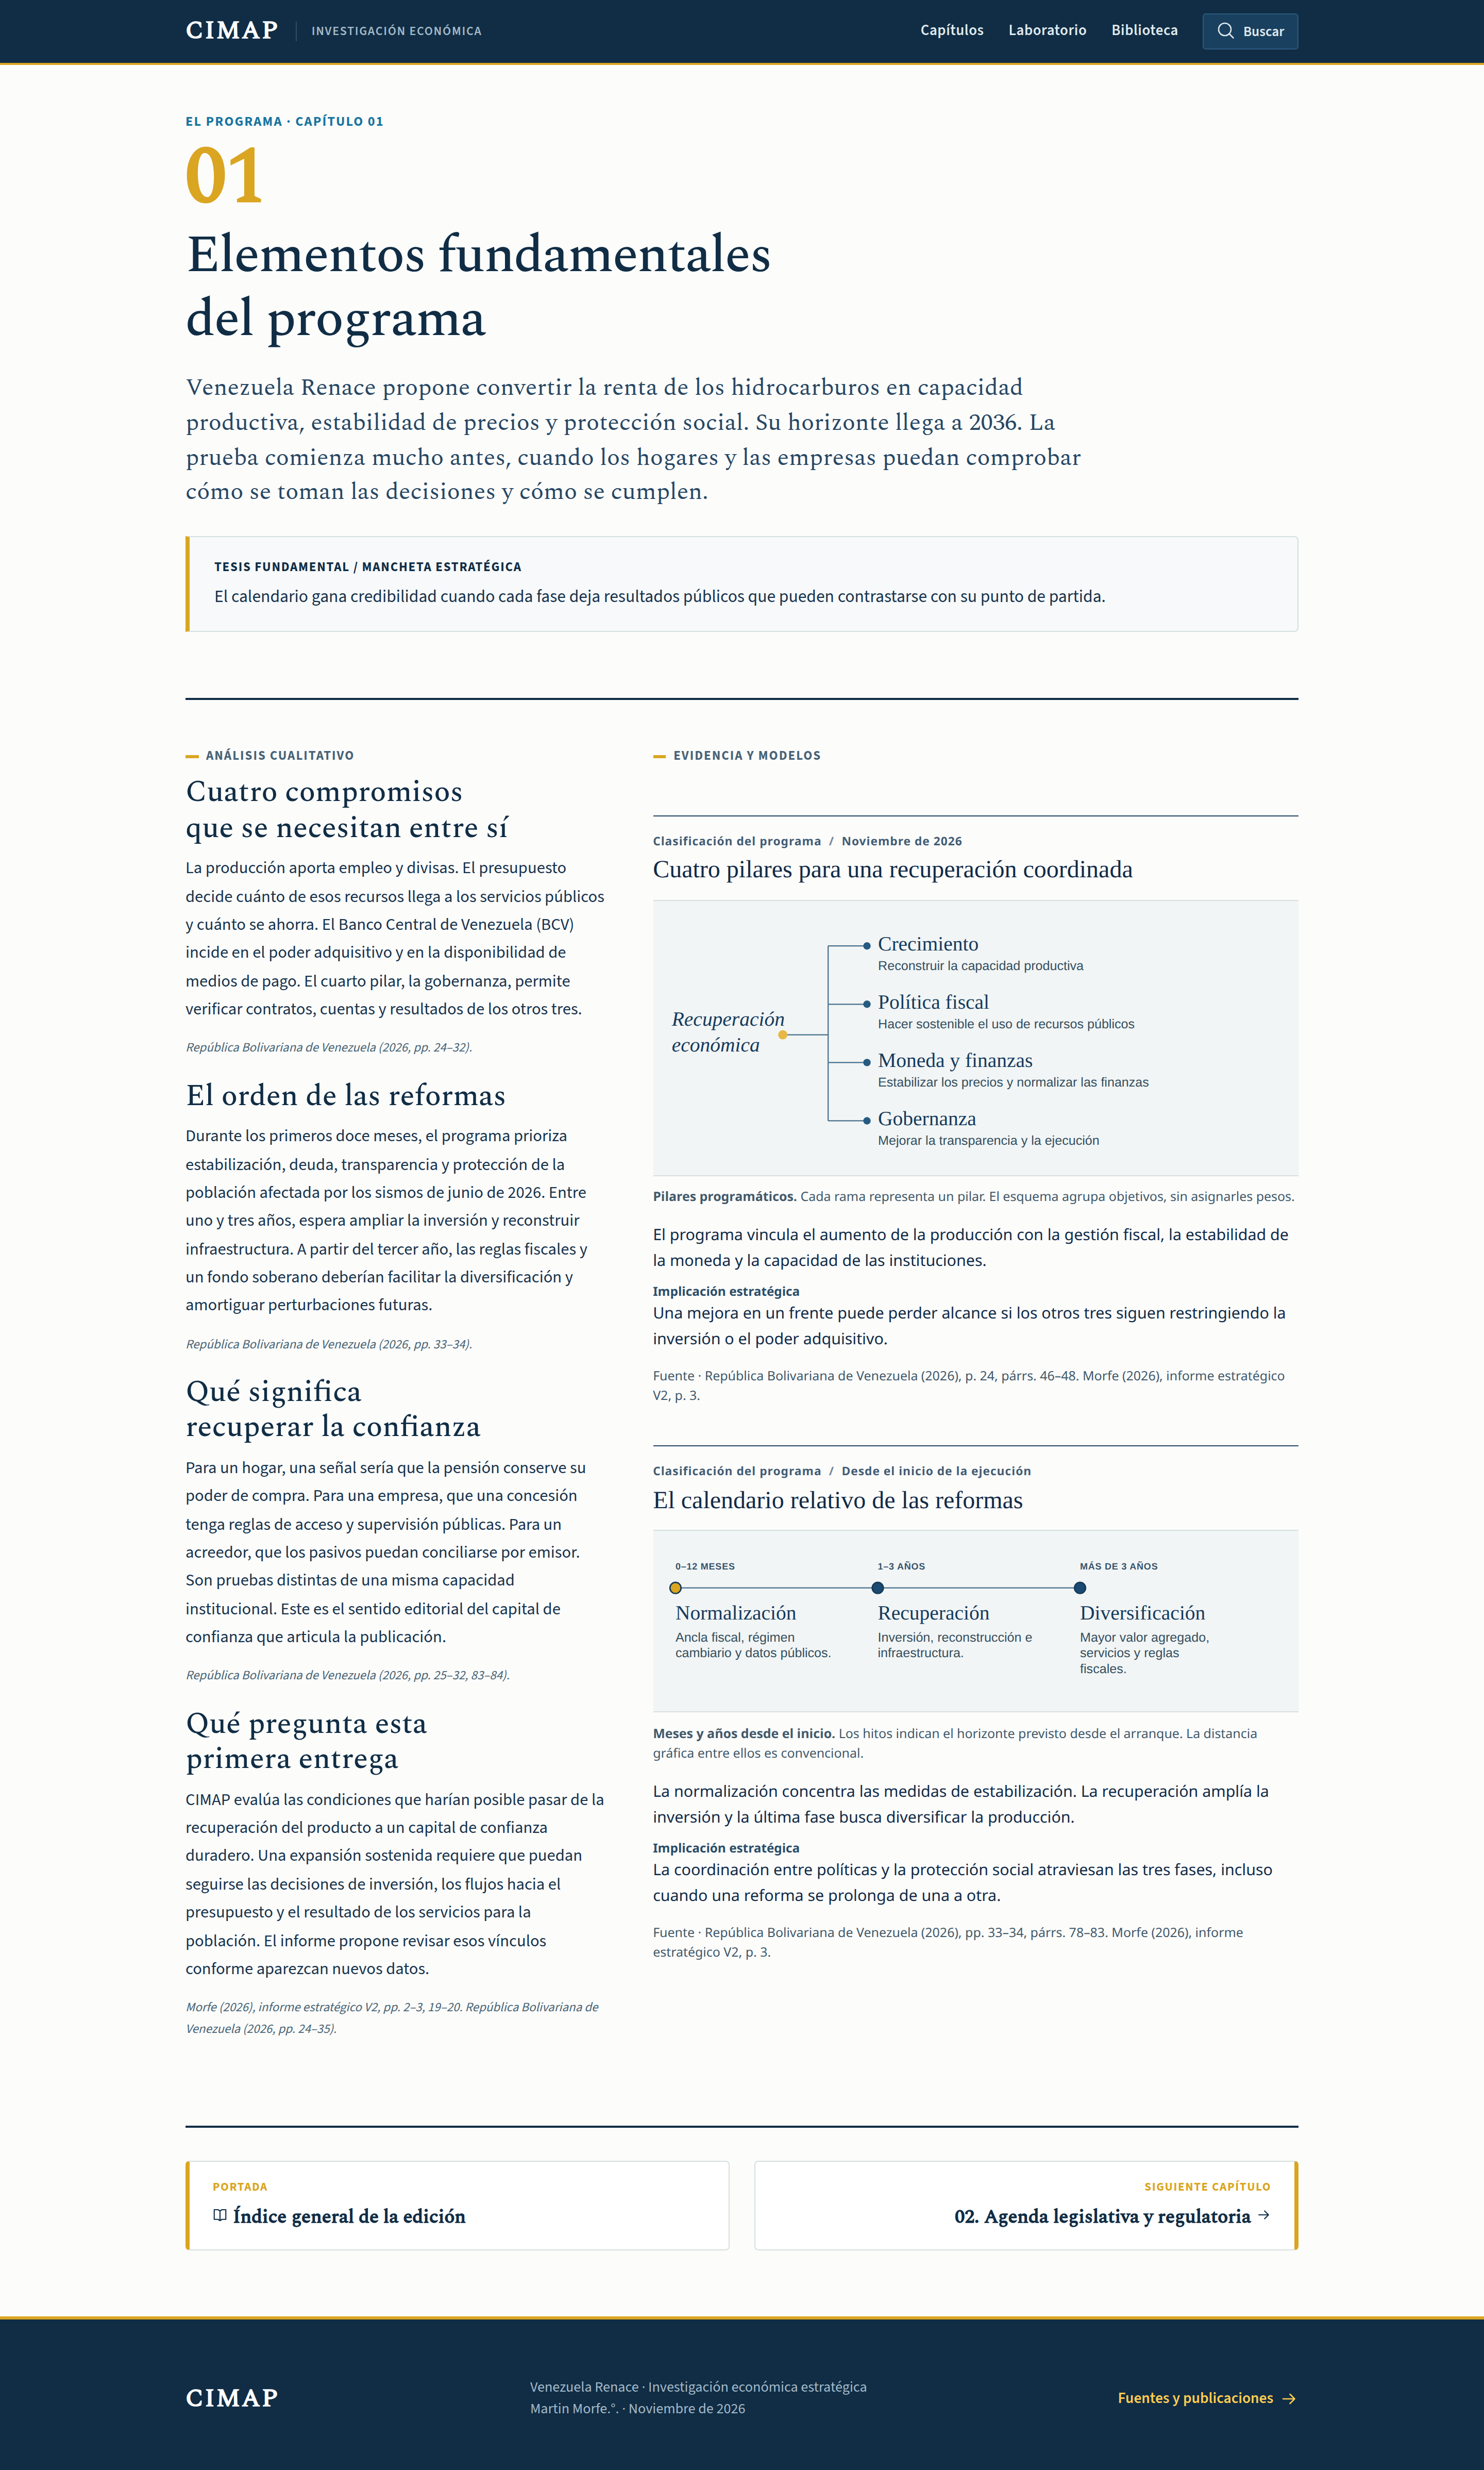 CIMAP
INVESTIGACIÓN ECONÓMICA
Capítulos
Laboratorio
Biblioteca
Buscar
EL PROGRAMA · CAPÍTULO 01
01
Elementos fundamentales
del programa
Venezuela Renace propone convertir la renta de los hidrocarburos en capacidad
productiva, estabilidad de precios y protección social. Su horizonte llega a 2036. La
prueba comienza mucho antes, cuando los hogares y las empresas puedan comprobar
cómo se toman las decisiones y cómo se cumplen.
TESIS FUNDAMENTAL / MANCHETA ESTRATÉGICA
El calendario gana credibilidad cuando cada fase deja resultados públicos que pueden contrastarse con su punto de partida.
ANÁLISIS CUALITATIVO
Cuatro compromisos
que se necesitan entre sí
La producción aporta empleo y divisas. El presupuesto
decide cuánto de esos recursos llega a los servicios públicos
y cuánto se ahorra. El Banco Central de Venezuela (BCV)
incide en el poder adquisitivo y en la disponibilidad de
medios de pago. El cuarto pilar, la gobernanza, permite
verificar contratos, cuentas y resultados de los otros tres.
República Bolivariana de Venezuela (2026, pp. 24–32).
El orden de las reformas
Durante los primeros doce meses, el programa prioriza
estabilización, deuda, transparencia y protección de la
población afectada por los sismos de junio de 2026. Entre
uno y tres años, espera ampliar la inversión y reconstruir
infraestructura. A partir del tercer año, las reglas fiscales y
un fondo soberano deberían facilitar la diversificación y
amortiguar perturbaciones futuras.
República Bolivariana de Venezuela (2026, pp. 33–34).
Qué significa
recuperar la confianza
Para un hogar, una señal sería que la pensión conserve su
poder de compra. Para una empresa, que una concesión
tenga reglas de acceso y supervisión públicas. Para un
acreedor, que los pasivos puedan conciliarse por emisor.
Son pruebas distintas de una misma capacidad
institucional. Este es el sentido editorial del capital de
confianza que articula la publicación.
República Bolivariana de Venezuela (2026, pp. 25–32, 83–84).
Qué pregunta esta
primera entrega
CIMAP evalúa las condiciones que harían posible pasar de la
recuperación del producto a un capital de confianza
duradero. Una expansión sostenida requiere que puedan
seguirse las decisiones de inversión, los flujos hacia el
presupuesto y el resultado de los servicios para la
población. El informe propone revisar esos vínculos
conforme aparezcan nuevos datos.
Morfe (2026), informe estratégico V2, pp. 2–3, 19–20. República Bolivariana de
Venezuela (2026, pp. 24–35).
EVIDENCIA Y MODELOS
Clasificación del programa / Noviembre de 2026
Cuatro pilares para una recuperación coordinada
Recuperación
económica
Crecimiento
Reconstruir la capacidad productiva
Política fiscal
Hacer sostenible el uso de recursos públicos
Moneda y finanzas
Estabilizar los precios y normalizar las finanzas
Gobernanza
Mejorar la transparencia y la ejecución
Pilares programáticos. Cada rama representa un pilar. El esquema agrupa objetivos, sin asignarles pesos.
El programa vincula el aumento de la producción con la gestión fiscal, la estabilidad de
la moneda y la capacidad de las instituciones.
Implicación estratégica
Una mejora en un frente puede perder alcance si los otros tres siguen restringiendo la
inversión o el poder adquisitivo.
Fuente · República Bolivariana de Venezuela (2026), p. 24, párrs. 46–48. Morfe (2026), informe estratégico
V2, p. 3.
Clasificación del programa / Desde el inicio de la ejecución
El calendario relativo de las reformas
0–12 MESES
Normalización
Ancla fiscal, régimen
cambiario y datos públicos.
1–3 AÑOS
Recuperación
Inversión, reconstrucción e
infraestructura.
MÁS DE 3 AÑOS
Diversificación
Mayor valor agregado,
servicios y reglas
fiscales.
Meses y años desde el inicio. Los hitos indican el horizonte previsto desde el arranque. La distancia
gráfica entre ellos es convencional.
La normalización concentra las medidas de estabilización. La recuperación amplía la
inversión y la última fase busca diversificar la producción.
Implicación estratégica
La coordinación entre políticas y la protección social atraviesan las tres fases, incluso
cuando una reforma se prolonga de una a otra.
Fuente · República Bolivariana de Venezuela (2026), pp. 33–34, párrs. 78–83. Morfe (2026), informe
estratégico V2, p. 3.
PORTADA
Índice general de la edición
SIGUIENTE CAPÍTULO
02. Agenda legislativa y regulatoria →
CIMAP
Venezuela Renace · Investigación económica estratégica
Martin Morfe.°. · Noviembre de 2026
Fuentes y publicaciones →